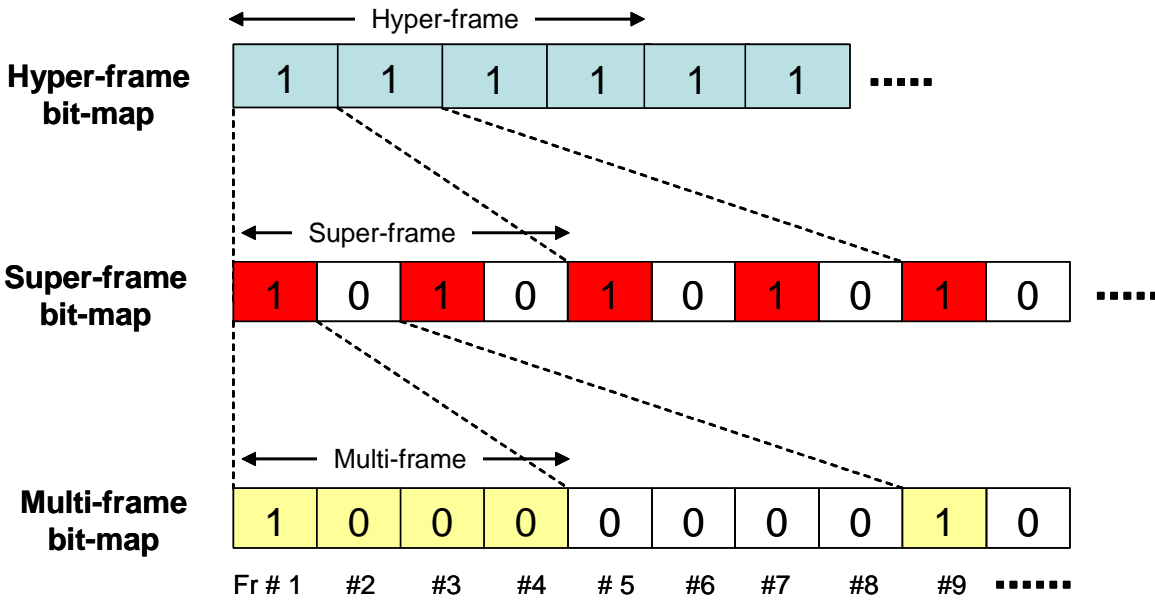 Hyper-frame
Hyper-frame bit-map
1 1 1 1 1 1 .....
Super-frame
Super-frame bit-map
1 0 1 0 1 0 1 0 1 0 .....
Multi-frame
Multi-frame bit-map
1 0 0 0 0 0 0 0 1 0
Fr # 1 #2 #3 #4 # 5 #6 #7 #8 #9 ......